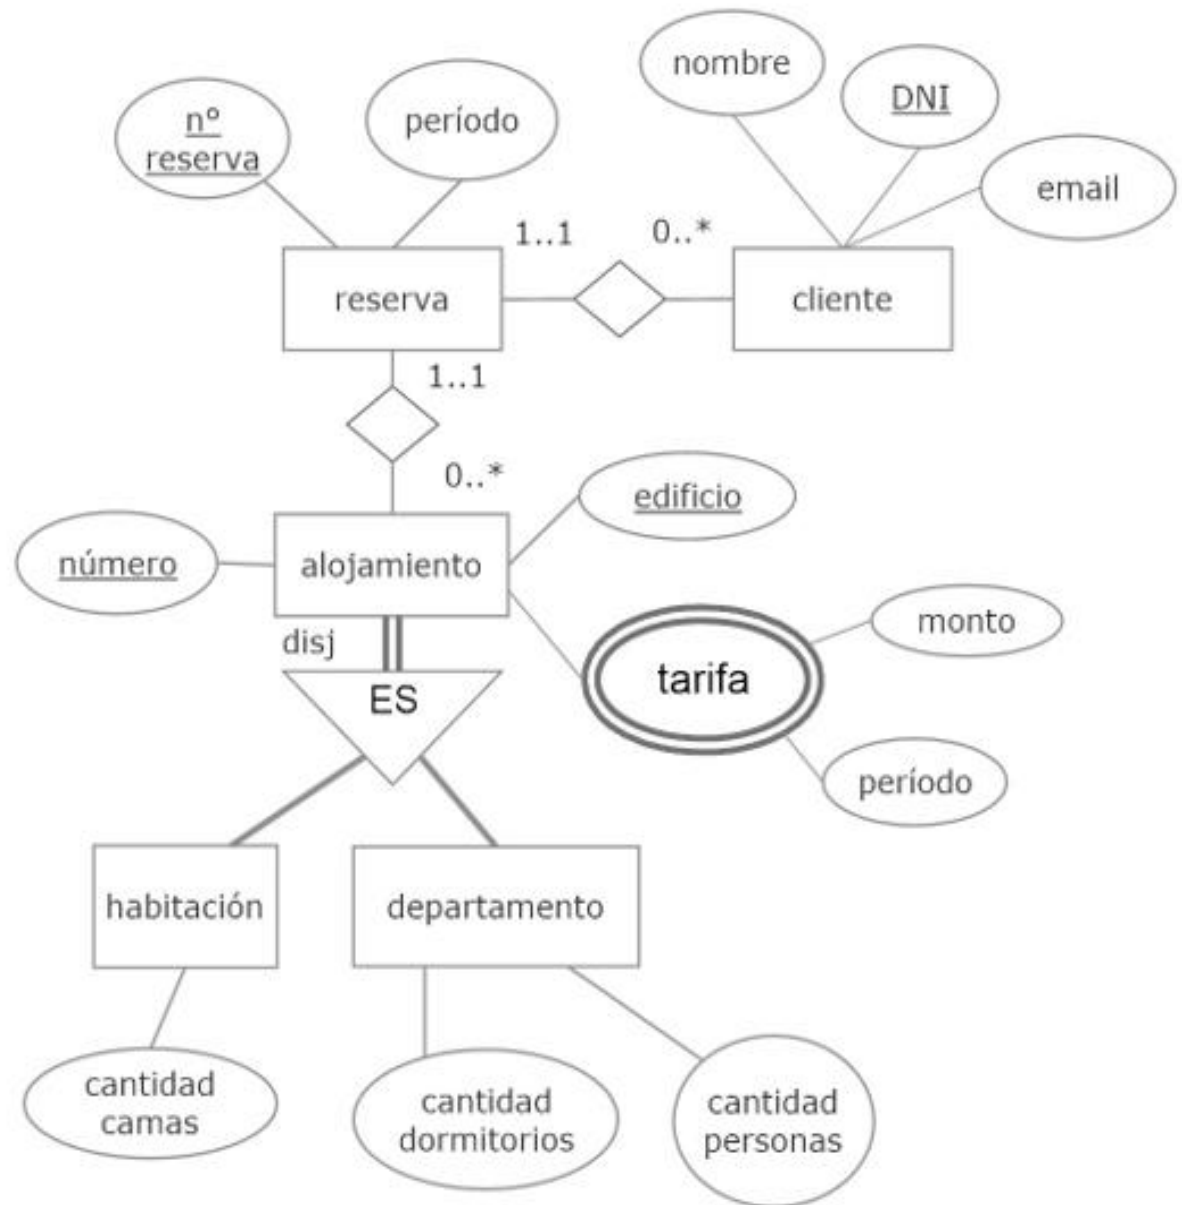 nombre
n°
reserva
período
DNI
email
1..1
0..*
reserva
cliente
1..1
0..*
edificio
número
alojamiento
monto
disj
tarifa
ES
período
habitación
departamento
cantidad
camas
cantidad
dormitorios
cantidad
personas